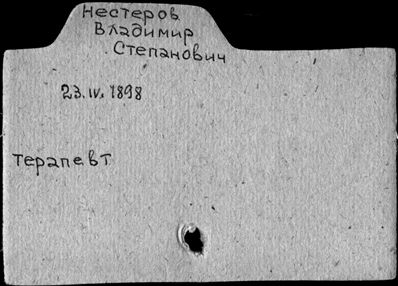 Нестеров
Владимир
Степанович
23.IV.1898
терапевт